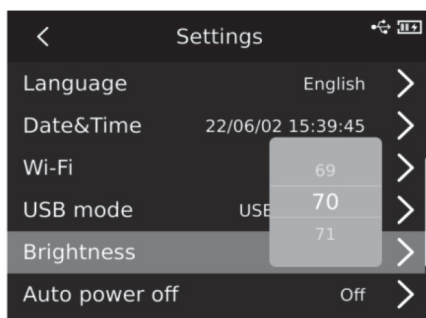 Settings
Language English
Date&Time 22/06/02 15:39:45
Wi-Fi
69
USB mode USB
70
71
Brightness
Auto power off Off